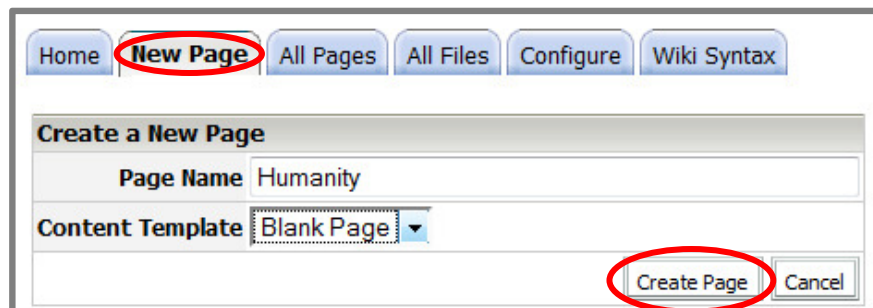 Home New Page All Pages All Files Configure Wiki Syntax
Create a New Page
Page Name Humanity
Content Template Blank Page
Create Page Cancel